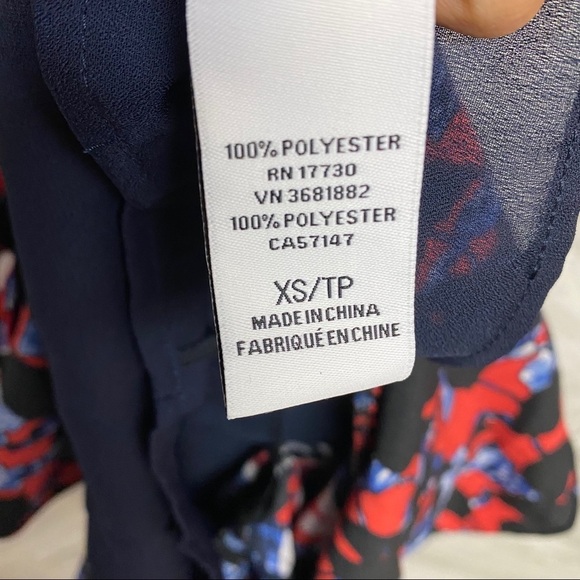 100% POLYESTER
RN 17730
VN 3681882
100% POLYESTER
CA57147
XS/TP
MADE IN CHINA
FABRIQUÉ EN CHINE